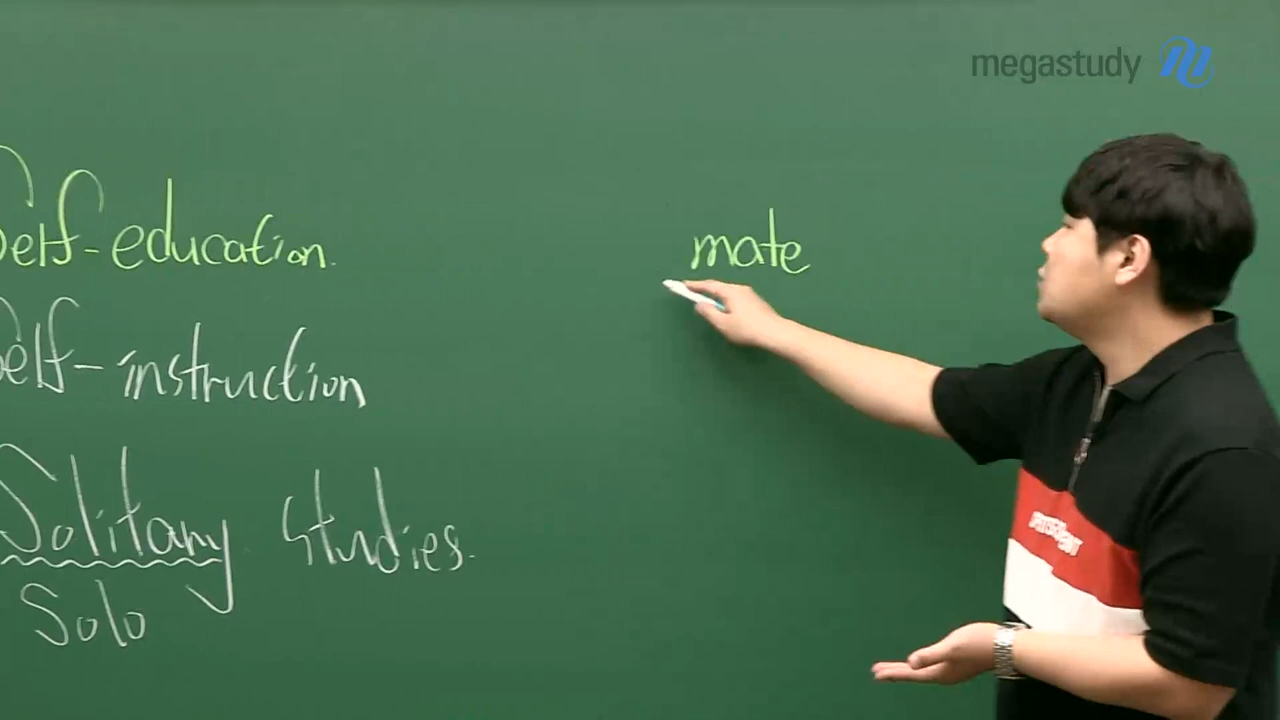 megastudy
Self-education.
mate
Self-instruction
Solitary Studies.
Solo